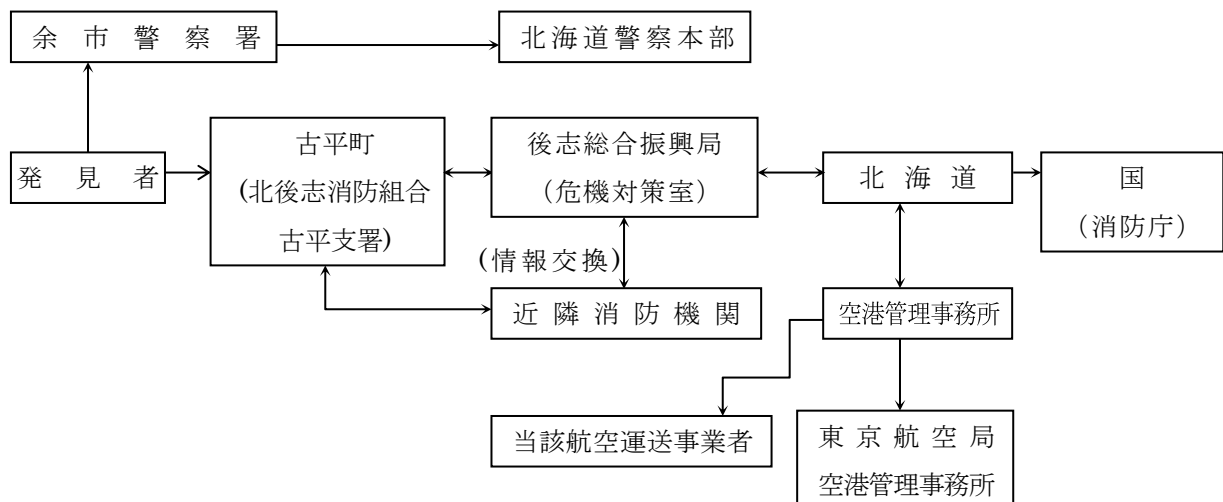 余市警察署
北海道警察本部
発見者
古平町
(北後志消防組合
古平支署)
後志総合振興局
（危機対策室）
北海道
国
（消防庁）
(情報交換)
近隣消防機関
空港管理事務所
当該航空運送事業者
東京航空局
空港管理事務所